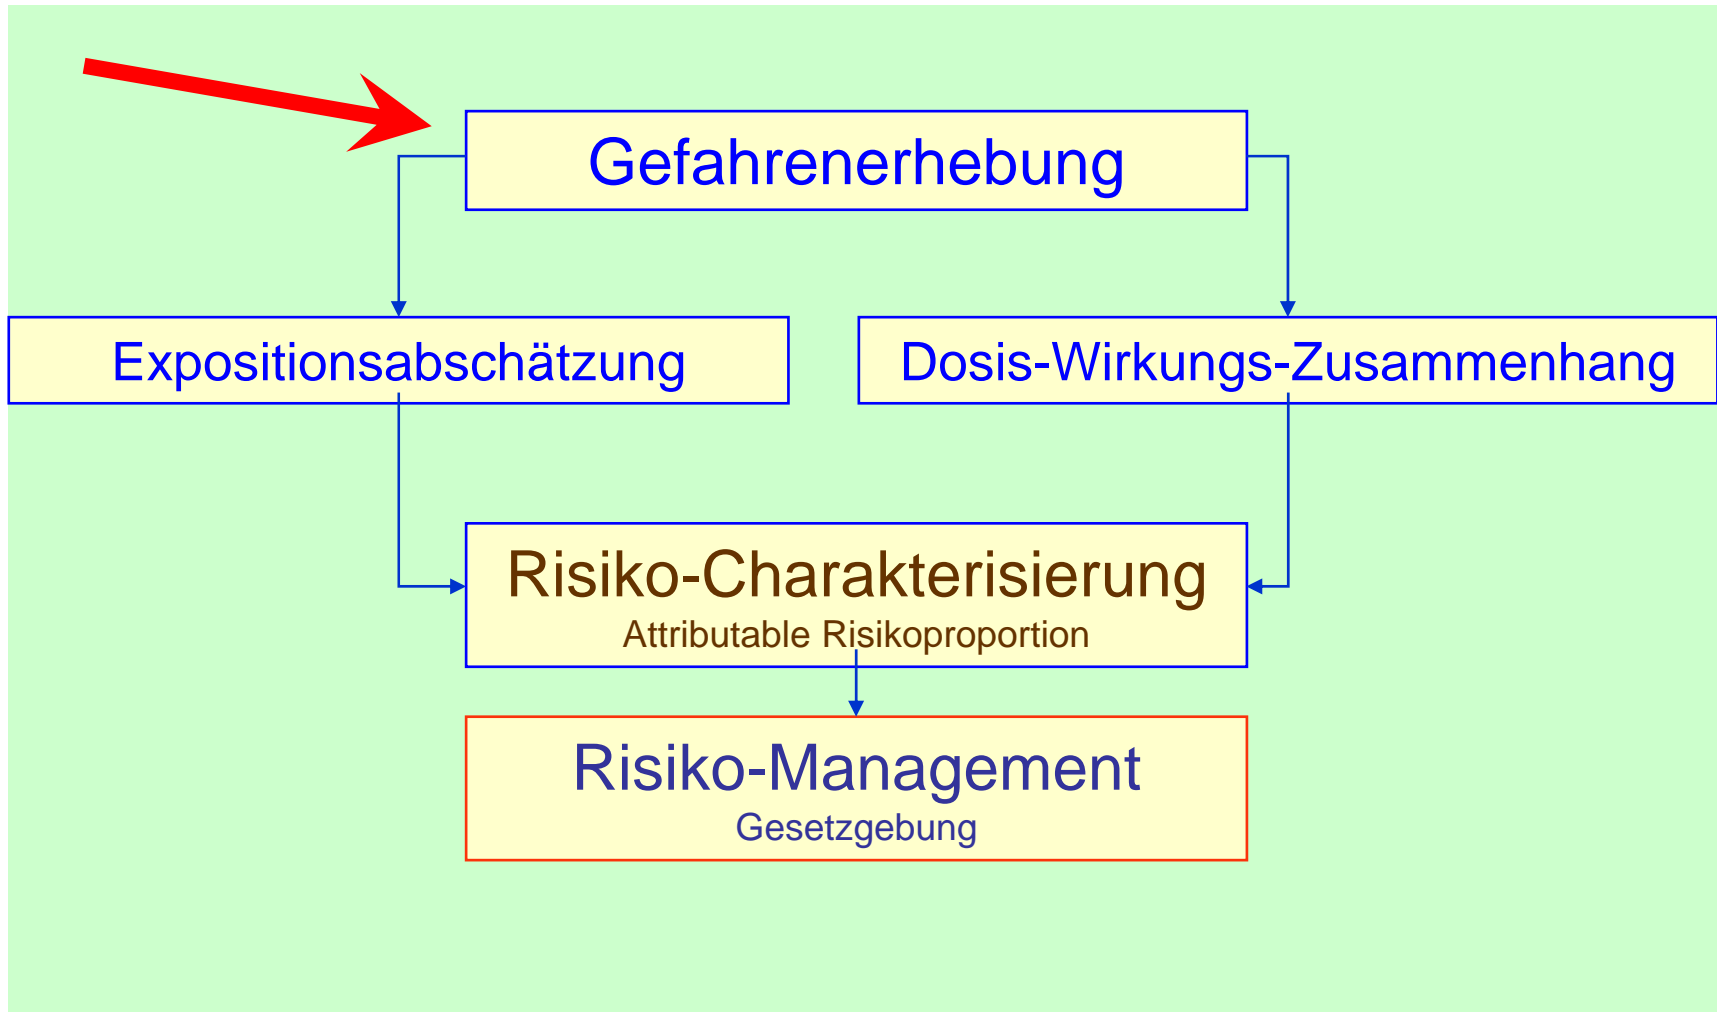 Gefahrenerhebung
Expositionsabschätzung
Dosis-Wirkungs-Zusammenhang
Risiko-Charakterisierung
Attributable Risikoproportion
Risiko-Management
Gesetzgebung